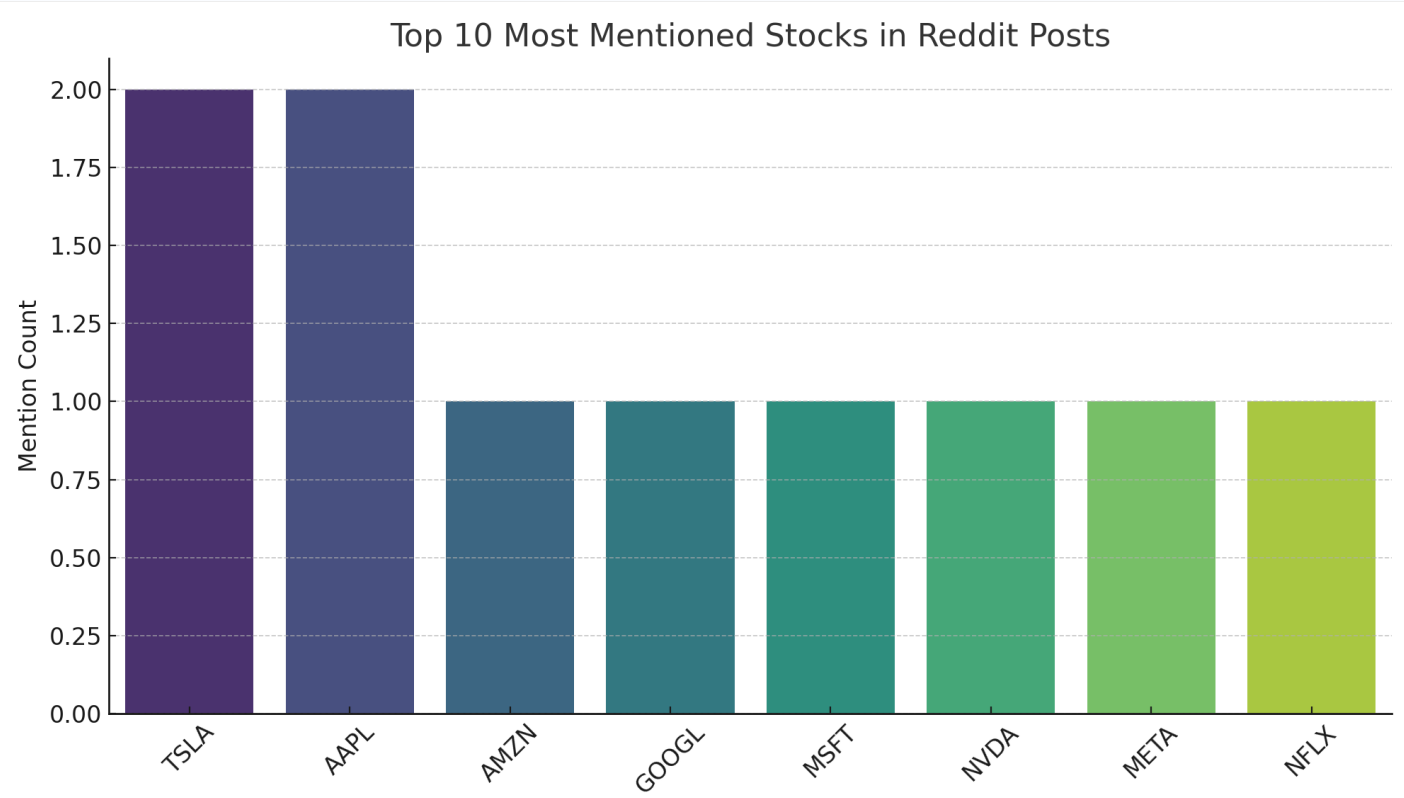 Top 10 Most Mentioned Stocks in Reddit Posts
Mention Count
2.00
1.75
1.50
1.25
1.00
0.75
0.50
0.25
0.00
TSLA
AAPL
AMZN
GOOGL
MSFT
NVDA
META
NFLX